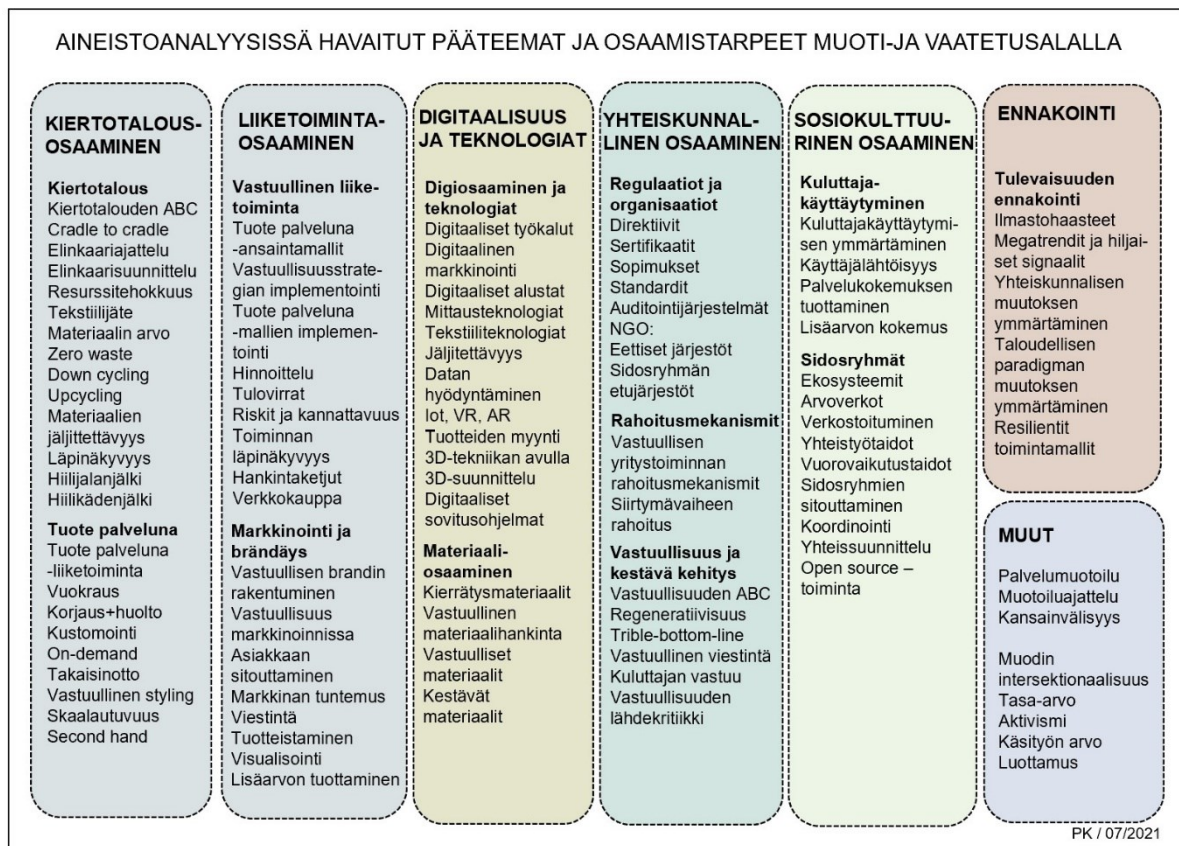 AINEISTOANALYYSISSÄ HAVAITUT PÄÄTEEMAT JA OSAAMISTARPEET MUOTI-JA VAATETUSALALLA
KIERTOTALOUS-
OSAAMINEN
Kiertotalous
Kiertotalouden ABC
Cradle to cradle
Elinkaariajattelu
Elinkaarisuunnittelu
Resurssitehokkuus
Tekstiilijäte
Materiaalin arvo
Zero waste
Down cycling
Upcycling
Materiaalien
jäljittettävyys
Läpinäkyvyys
Hiilijalanjälki
Hiilikädenjälki
Tuote palveluna
Tuote palveluna
-liiketoiminta
Vuokraus
Korjaus+huolto
Kustomointi
On-demand
Takaisinotto
Vastuullinen styling
Skaalautuvuus
Second hand
LIIKETOIMINTA-
OSAAMINEN
Vastuullinen liike-
toiminta
Tuote palveluna
-ansaintamallit
Vastuullisuusstrate-
gian implementointi
Tuote palveluna
-mallien implemen-
tointi
Hinnoittelu
Tulovirrat
Riskit ja kannattavuus
Toiminnan
läpinäkyvyys
Hankintaketjut
Verkkokauppa
Markkinointi ja
brändäys
Vastuullisen brandin
rakentuminen
Vastuullisuus
markkinoinnissa
Asiakkaan
sitouttaminen
Markkinan tuntemus
Viestintä
Tuotteistaminen
Visualisointi
Lisäarvon tuottaminen
DIGITAALISUUS
JA TEKNOLOGIAT
Digiosaaminen ja
teknologiat
Digitaaliset työkalut
Digitaalinen
markkinointi
Digitaaliset alustat
Mittausteknologiat
Tekstiiliteknologiat
Jäljitettävyys
Datan
hyödyntäminen
Iot, VR, AR
Tuotteiden myynti
3D-tekniikan avulla
3D-suunnittelu
Digitaaliset
sovitusohjelmat
Materiaali-
osaaminen
Kierrätysmateriaalit
Vastuullinen
materiaalihankinta
Vastuulliset
materiaalit
Kestävät
materiaalit
YHTEISKUNNAL-
LINEN OSAAMINEN
Regulaatiot ja
organisaatiot
Direktiivit
Sertifikaatit
Sopimukset
Standardit
Auditointijärjestelmät
NGO:
Eettiset järjestöt
Sidosryhmän
etujärjestöt
Rahoitusmekanismit
Vastuullisen
yritystoiminnan
rahoitusmekanismit
Siirtymävaiheen
rahoitus
Vastuullisuus ja
kestävä kehitys
Vastuullisuuden ABC
Regeneratiivisuus
Trible-bottom-line
Vastuullinen viestintä
Kuluttajan vastuu
Vastuullisuuden
lähdekritiikki
SOSIOKULTTUU-
RINEN OSAAMINEN
Kuluttaja-
käyttäytyminen
Kuluttajakäyttäytymi-
sen ymmärtäminen
Käyttäjälähtöisyys
Palvelukokemuksen
tuottaminen
Lisäarvon kokemus
Sidosryhmät
Ekosysteemit
Arvoverkot
Verkostoituminen
Yhteistyötaidot
Vuorovaikutustaidot
Sidosryhmien
sitouttaminen
Koordinointi
Yhteissuunnittelu
Open source –
toiminta
ENNAKOINTI
Tulevaisuuden
ennakointi
Ilmastohaasteet
Megatrendit ja hiljai-
set signaalit
Yhteiskunnalisen
muutoksen
ymmärtäminen
Taloudellisen
paradigman
muutoksen
ymmärtäminen
Resilientit
toimintamallit
MUUT
Palvelumuotoilu
Muotoiluajattelu
Kansainvälisyys
Muodin
intersektionaalisuus
Tasa-arvo
Aktivismi
Käsityön arvo
Luottamus
PK / 07/2021